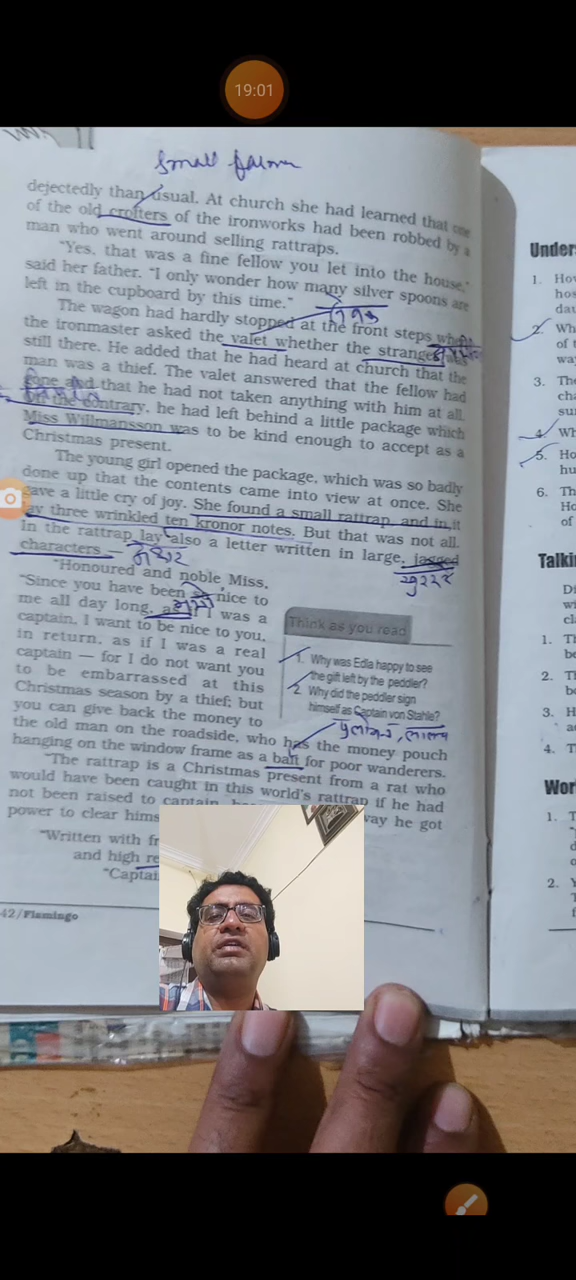 19:01
Small farmer
dejectedly than usual. At church she had learned that one
of the old crofters of the ironworks had been robbed by a
man who went around selling rattraps.
"Yes, that was a fine fellow you let into the house,"
said her father. "I only wonder how many silver spoons are
left in the cupboard by this time."
The wagon had hardly stopped at the front steps when
the ironmaster asked the valet whether the stranger was
still there. He added that he had heard at church that the
man was a thief. The valet answered that the fellow had
gone and that he had not taken anything with him at all.
On the contrary, he had left behind a little package which
Miss Willmansson was to be kind enough to accept as a
Christmas present.
The young girl opened the package, which was so badly
done up that the contents came into view at once. She
gave a little cry of joy. She found a small rattrap, and in it
lay three wrinkled ten kronor notes. But that was not all.
In the rattrap lay also a letter written in large, jagged
characters —
"Honoured and noble Miss,
"Since you have been so nice to
me all day long, as if I was a
captain, I want to be nice to you,
in return, as if I was a real
captain — for I do not want you
to be embarrassed at this
Christmas season by a thief; but
you can give back the money to
the old man on the roadside, who has the money pouch
hanging on the window frame as a bait for poor wanderers.
"The rattrap is a Christmas present from a rat who
would have been caught in this world's rattrap if he had
not been raised to captain, way he got
power to clear hims
"Written with fr
and high re
"Captai
Think as you read
1. Why was Edla happy to see
the gift left by the peddler?
2. Why did the peddler sign
himself as Captain von Stahle?
प्रलोभन, लालच
42/Flamingo
Unders
1. How
hos
dau
2. Wh
of t
way
3. The
cha
sur
4. Wh
5. Ho
hu
6. Th
Ho
of
Talki
Di
wi
cl
1. Th
be
2. T
b
3. H
a
4. T
Wor
1. T
2. Y